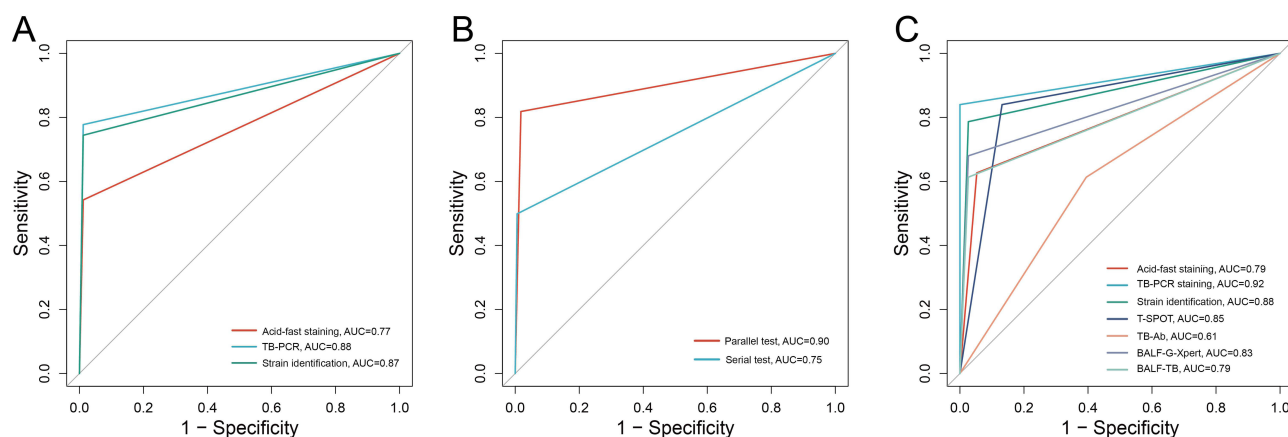 A
Sensitivity
1.0
0.8
0.6
0.4
0.2
0.0
Acid-fast staining, AUC=0.77
TB-PCR, AUC=0.88
Strain identification, AUC=0.87
0.0 0.2 0.4 0.6 0.8 1.0
1 − Specificity
B
Sensitivity
1.0
0.8
0.6
0.4
0.2
0.0
Parallel test, AUC=0.90
Serial test, AUC=0.75
0.0 0.2 0.4 0.6 0.8 1.0
1 − Specificity
C
Sensitivity
1.0
0.8
0.6
0.4
0.2
0.0
Acid-fast staining, AUC=0.79
TB-PCR staining, AUC=0.92
Strain identification, AUC=0.88
T-SPOT, AUC=0.85
TB-Ab, AUC=0.61
BALF-G-Xpert, AUC=0.83
BALF-TB, AUC=0.79
0.0 0.2 0.4 0.6 0.8 1.0
1 − Specificity